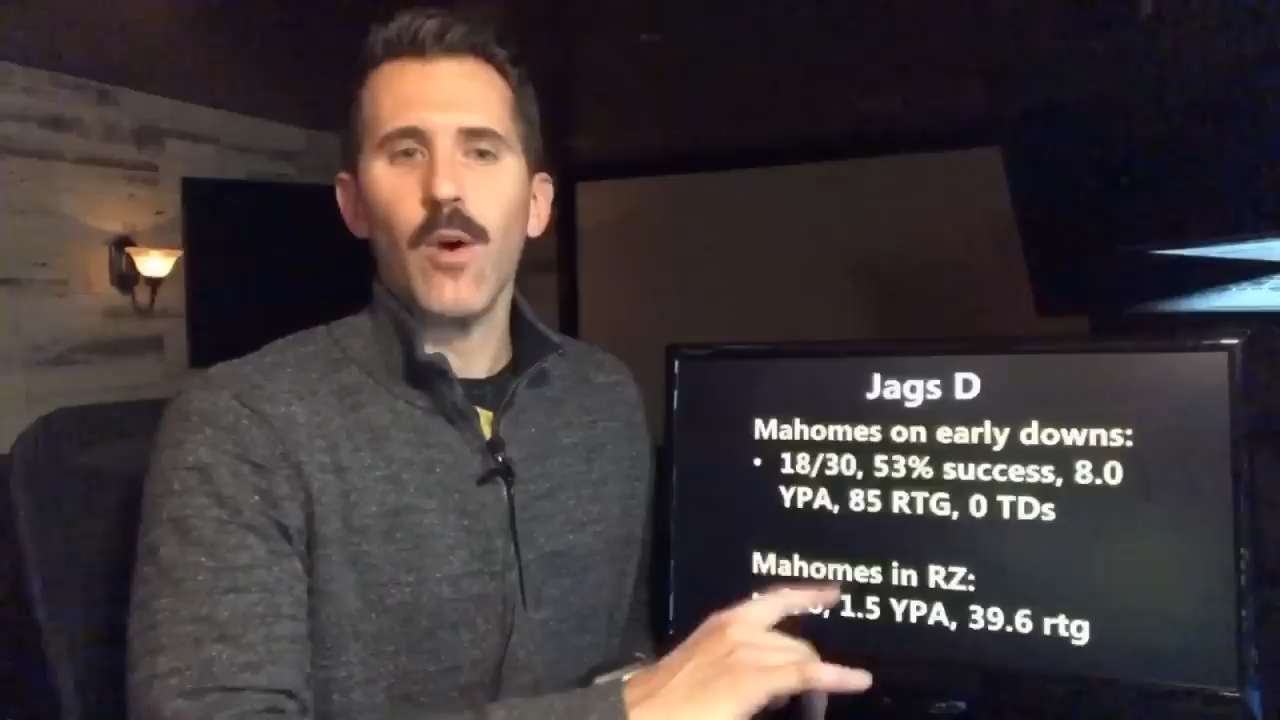 Jags D
Mahomes on early downs:
• 18/30, 53% success, 8.0
YPA, 85 RTG, 0 TDs
Mahomes in RZ:
1.5 YPA, 39.6 rtg